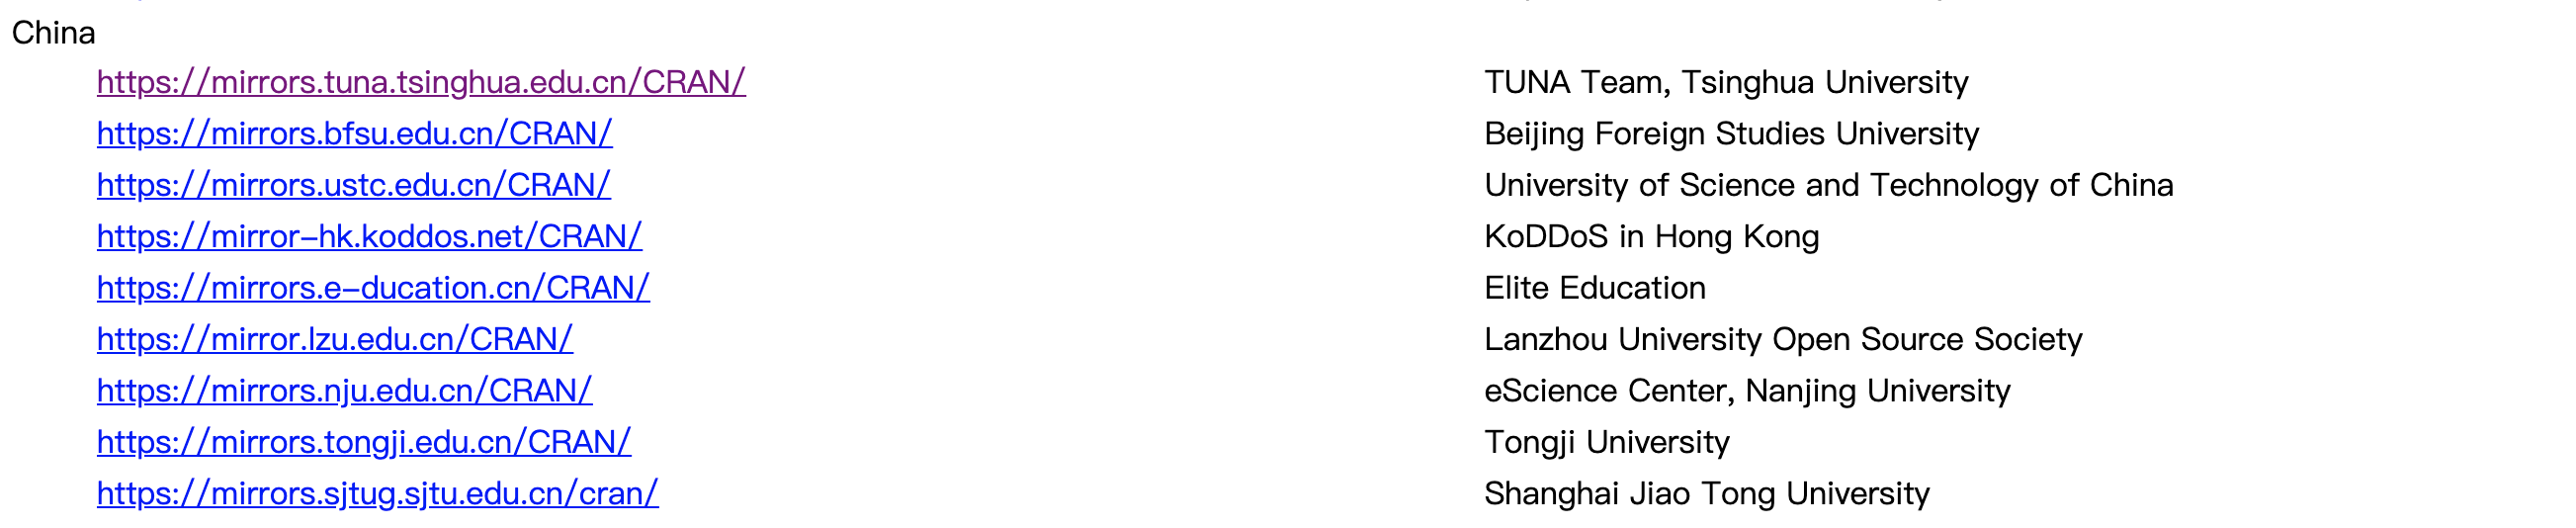 China
https://mirrors.tuna.tsinghua.edu.cn/CRAN/ TUNA Team, Tsinghua University
https://mirrors.bfsu.edu.cn/CRAN/ Beijing Foreign Studies University
https://mirrors.ustc.edu.cn/CRAN/ University of Science and Technology of China
https://mirror-hk.koddos.net/CRAN/ KoDDoS in Hong Kong
https://mirrors.e-ducation.cn/CRAN/ Elite Education
https://mirror.lzu.edu.cn/CRAN/ Lanzhou University Open Source Society
https://mirrors.nju.edu.cn/CRAN/ eScience Center, Nanjing University
https://mirrors.tongji.edu.cn/CRAN/ Tongji University
https://mirrors.sjtug.sjtu.edu.cn/cran/ Shanghai Jiao Tong University